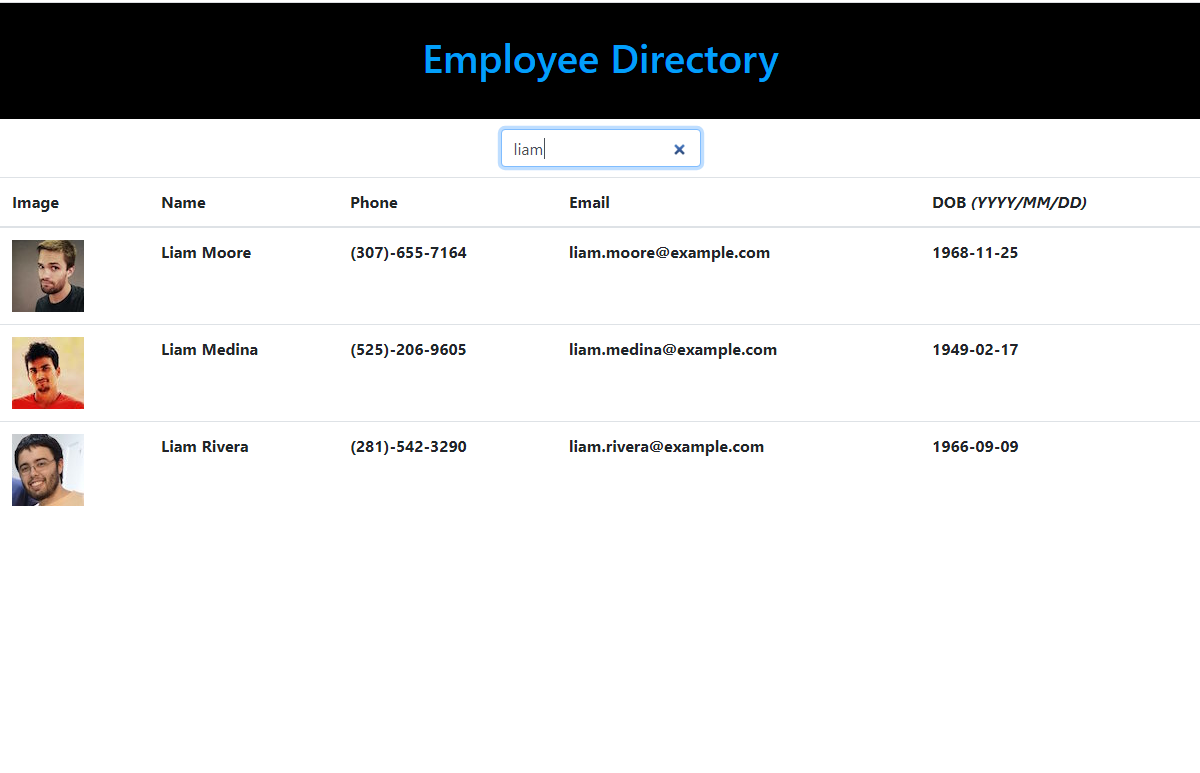 Employee Directory
liam
Image Name Phone Email DOB (YYYY/MM/DD)
Liam Moore (307)-655-7164 liam.moore@example.com 1968-11-25
Liam Medina (525)-206-9605 liam.medina@example.com 1949-02-17
Liam Rivera (281)-542-3290 liam.rivera@example.com 1966-09-09